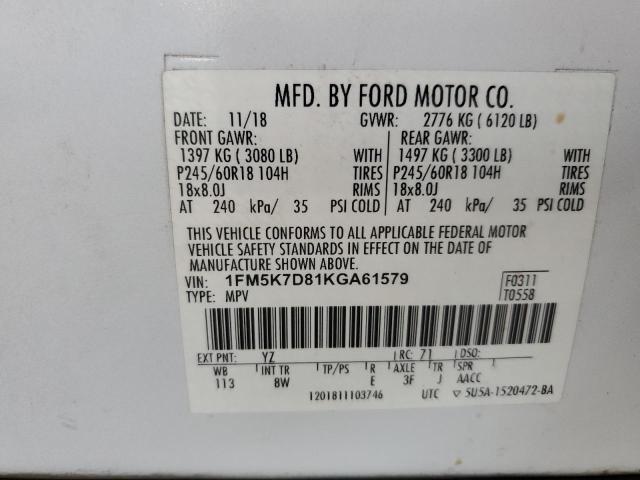 MFD. BY FORD MOTOR CO.
DATE: 11/18 GVWR: 2776 KG ( 6120 LB)
FRONT GAWR: REAR GAWR:
1397 KG ( 3080 LB) WITH 1497 KG ( 3300 LB) WITH
P245/60R18 104H TIRES P245/60R18 104H TIRES
18x8.0J RIMS 18x8.0J RIMS
AT 240 kPa/ 35 PSI COLD AT 240 kPa/ 35 PSI COLD
THIS VEHICLE CONFORMS TO ALL APPLICABLE FEDERAL MOTOR
VEHICLE SAFETY STANDARDS IN EFFECT ON THE DATE OF
MANUFACTURE SHOWN ABOVE.
VIN: 1FM5K7D81KGA61579 F0311
TYPE: MPV T0558
EXT PNT: YZ RC: 71 DSO:
WB INT TR TP/PS R AXLE TR SPR
113 8W E 3F J AACC
1201811103746 UTC ▽ 5U5A-1520472-BA